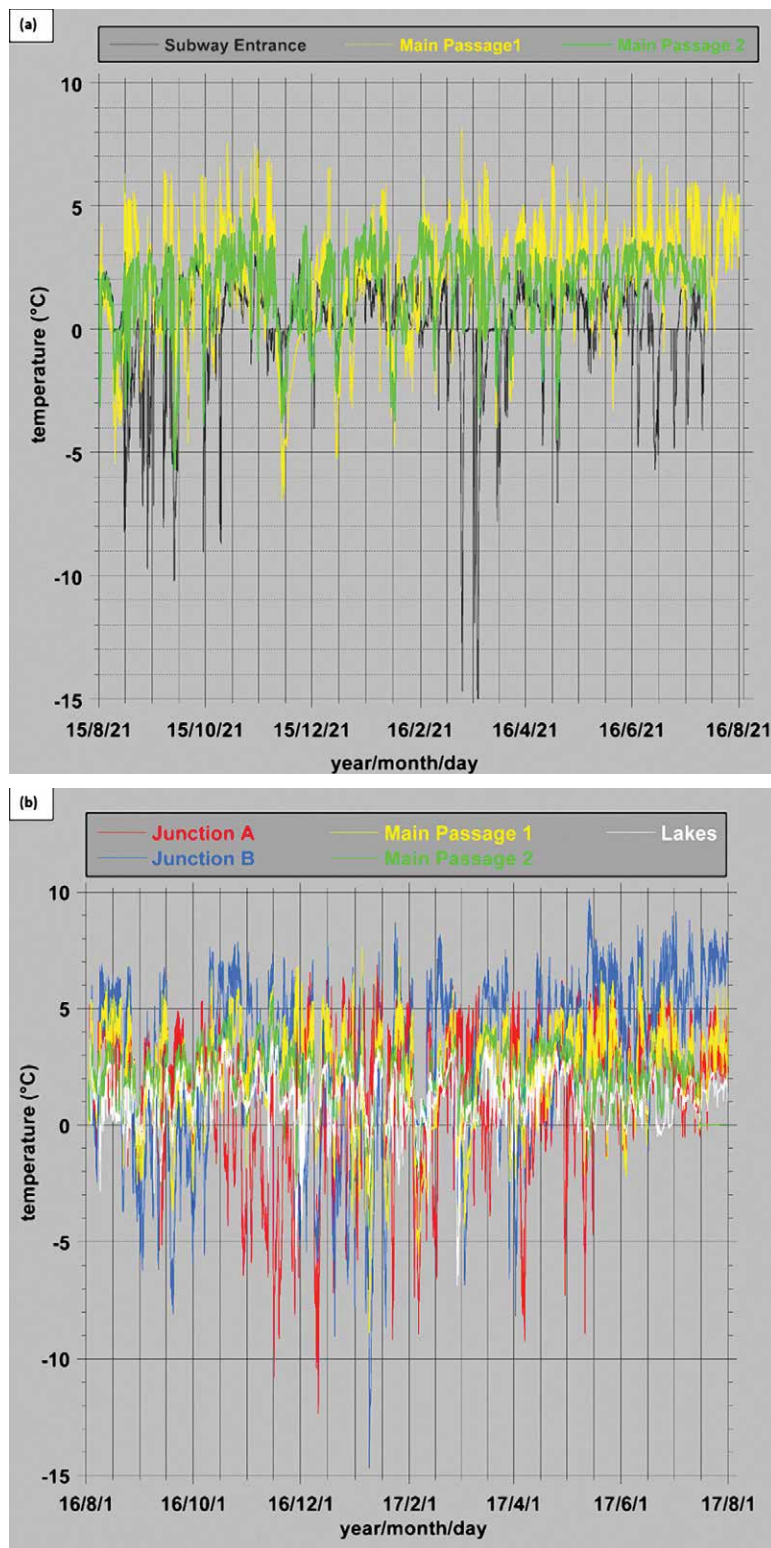 (a)
Subway Entrance Main Passage1 Main Passage 2
10
5
0
-5
-10
-15
temperature (°C)
15/8/21 15/10/21 15/12/21 16/2/21 16/4/21 16/6/21 16/8/21
year/month/day
(b)
Junction A Main Passage 1 Lakes
Junction B Main Passage 2
10
5
0
-5
-10
-15
temperature (°C)
16/8/1 16/10/1 16/12/1 17/2/1 17/4/1 17/6/1 17/8/1
year/month/day